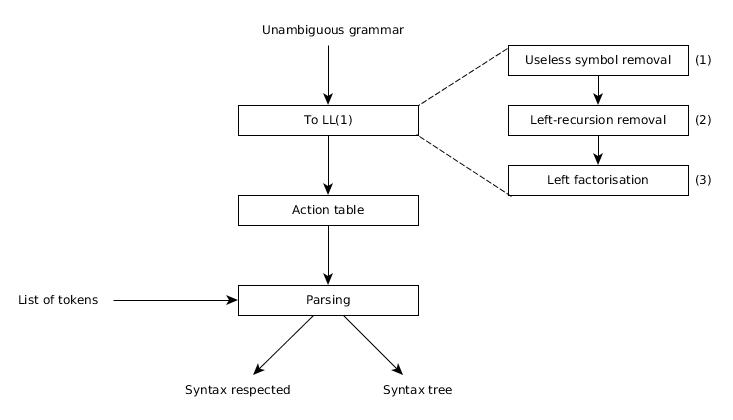 Unambiguous grammar
Useless symbol removal (1)
To LL(1)
Left-recursion removal (2)
Left factorisation (3)
Action table
List of tokens
Parsing
Syntax respected
Syntax tree